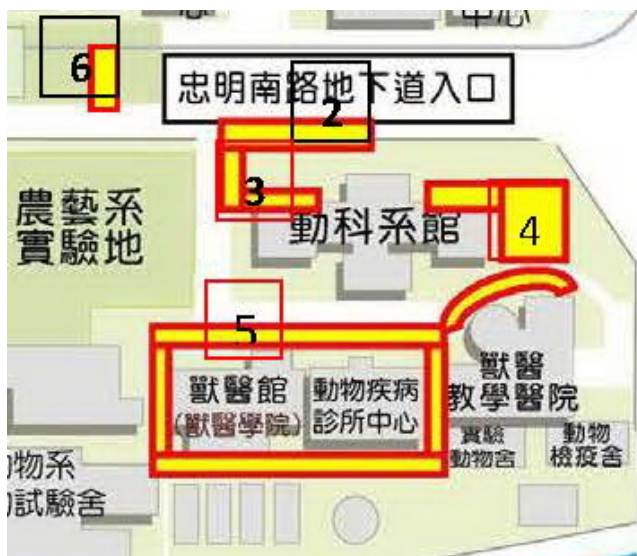 中心
6
忠明南路地下道入口
2
3
農藝系
實驗地
動科系館
4
5
獸醫館
(獸醫學院)
動物疾病
診所中心
獸醫
教學醫院
實驗
動物舍
動物
檢疫舍
物系
試驗舍